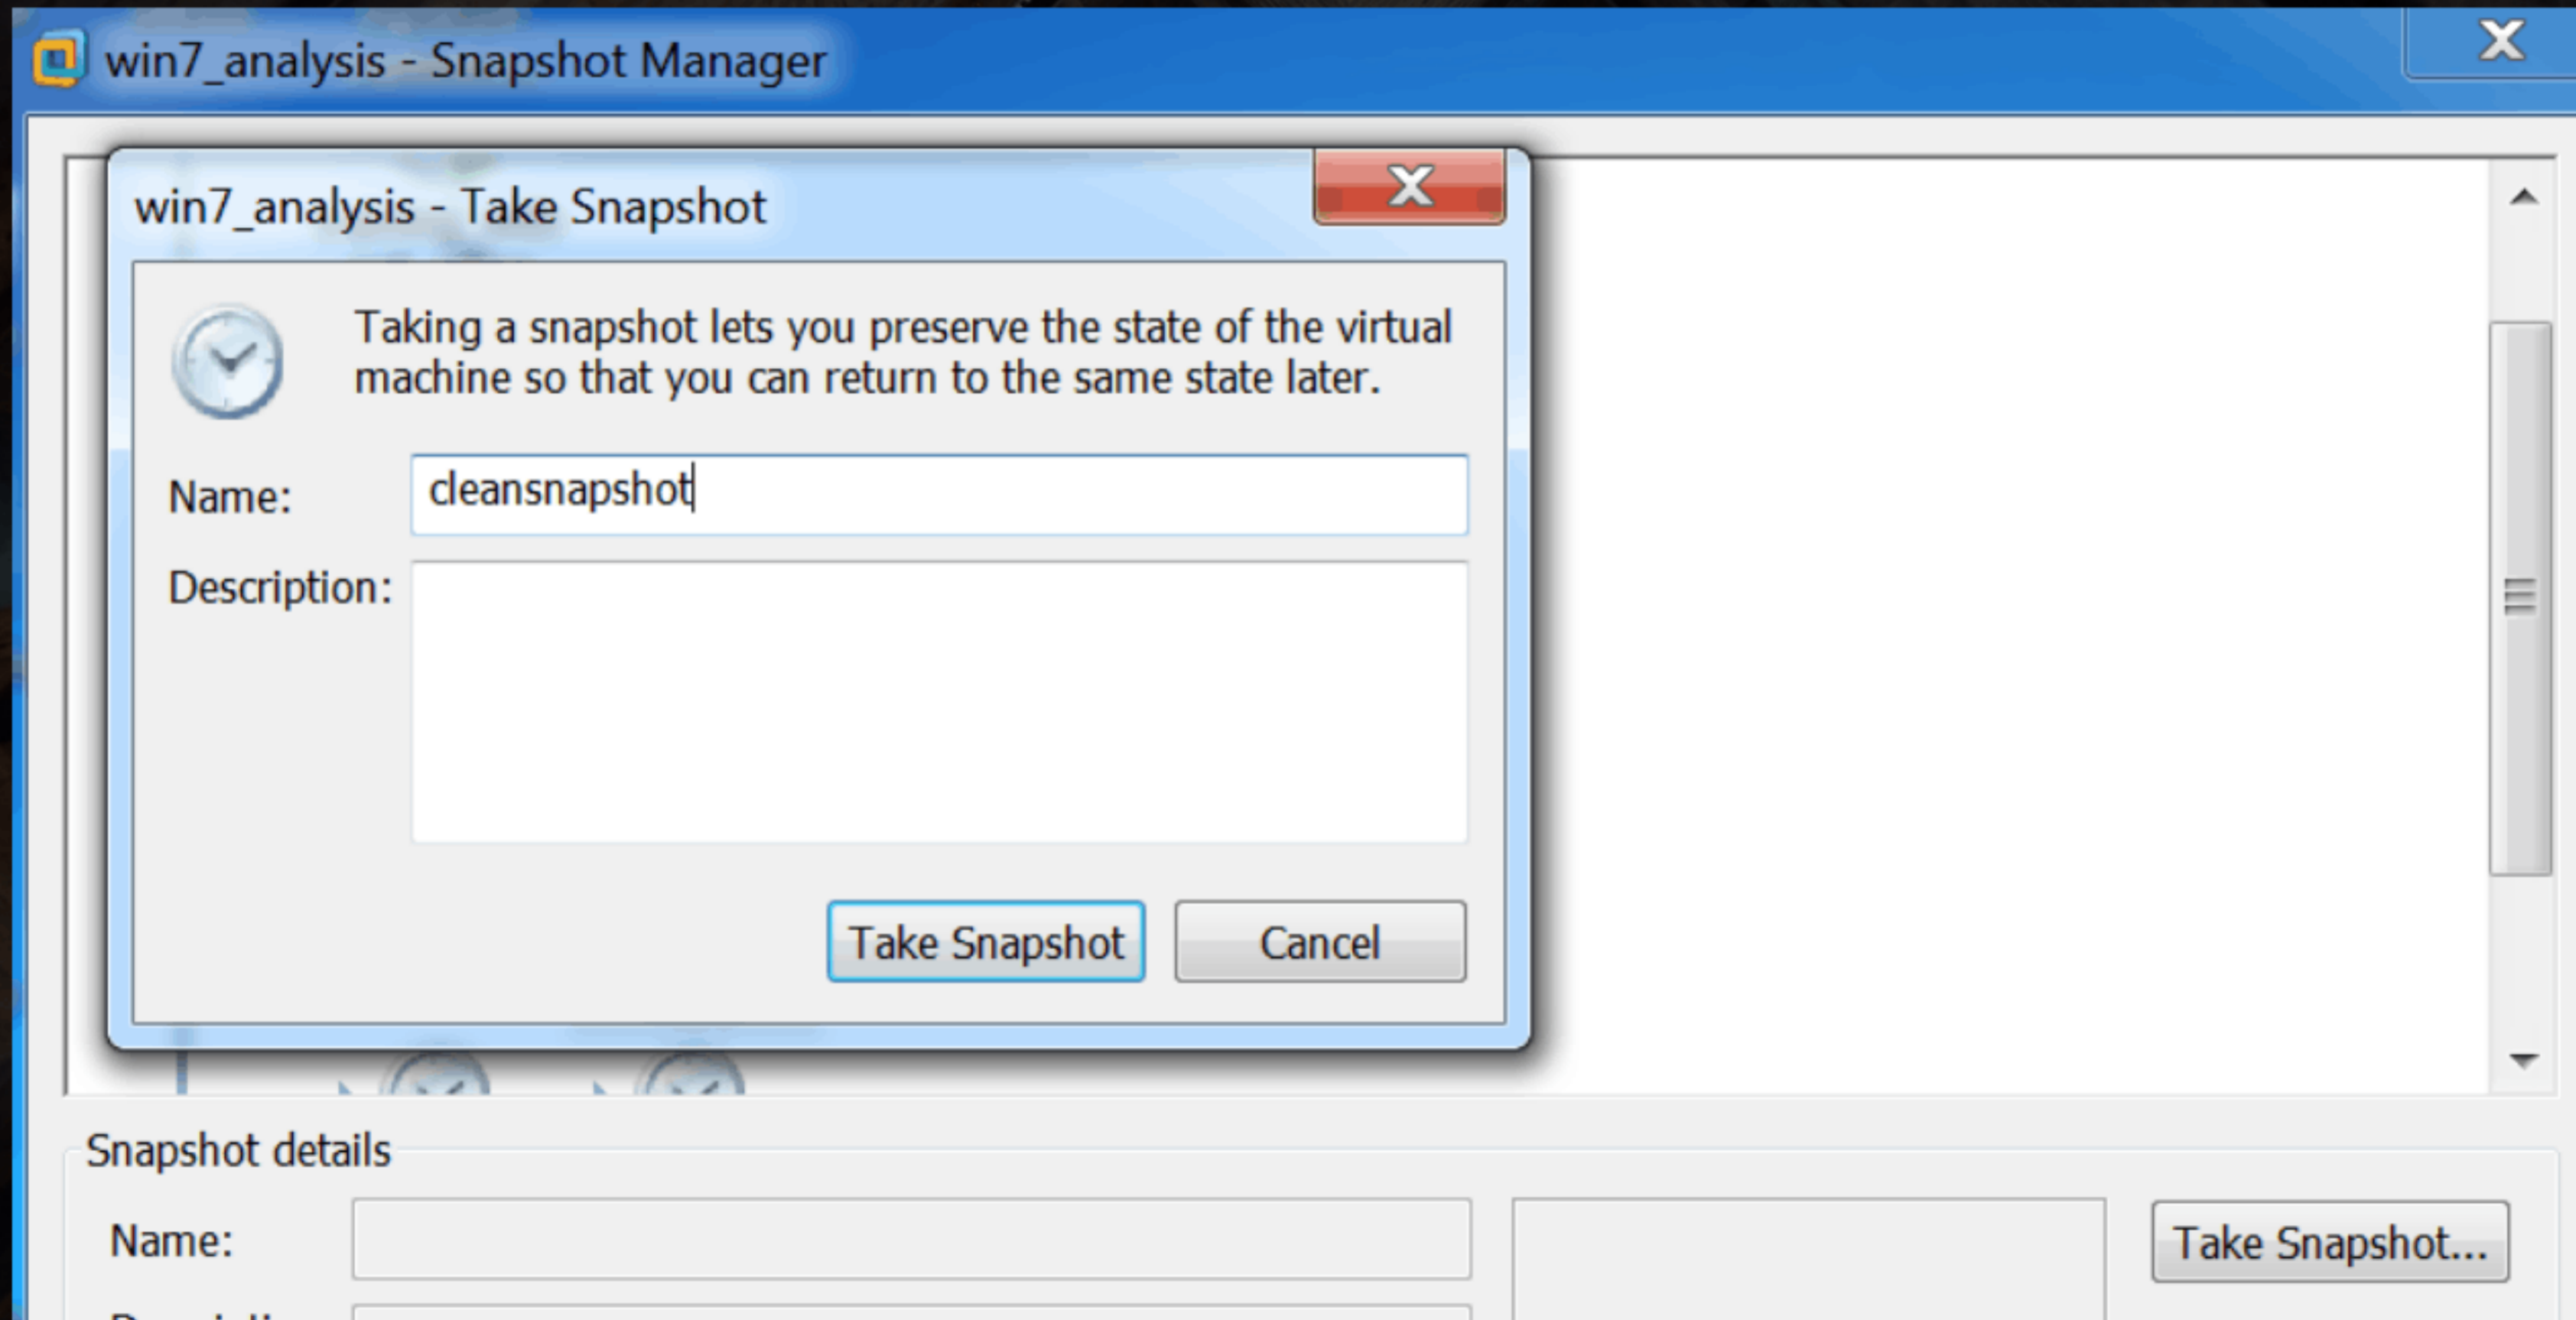 win7_analysis - Snapshot Manager
win7_analysis - Take Snapshot
Taking a snapshot lets you preserve the state of the virtual
machine so that you can return to the same state later.
Name: cleansnapshot
Description:
Take Snapshot Cancel
Snapshot details
Name: Take Snapshot...